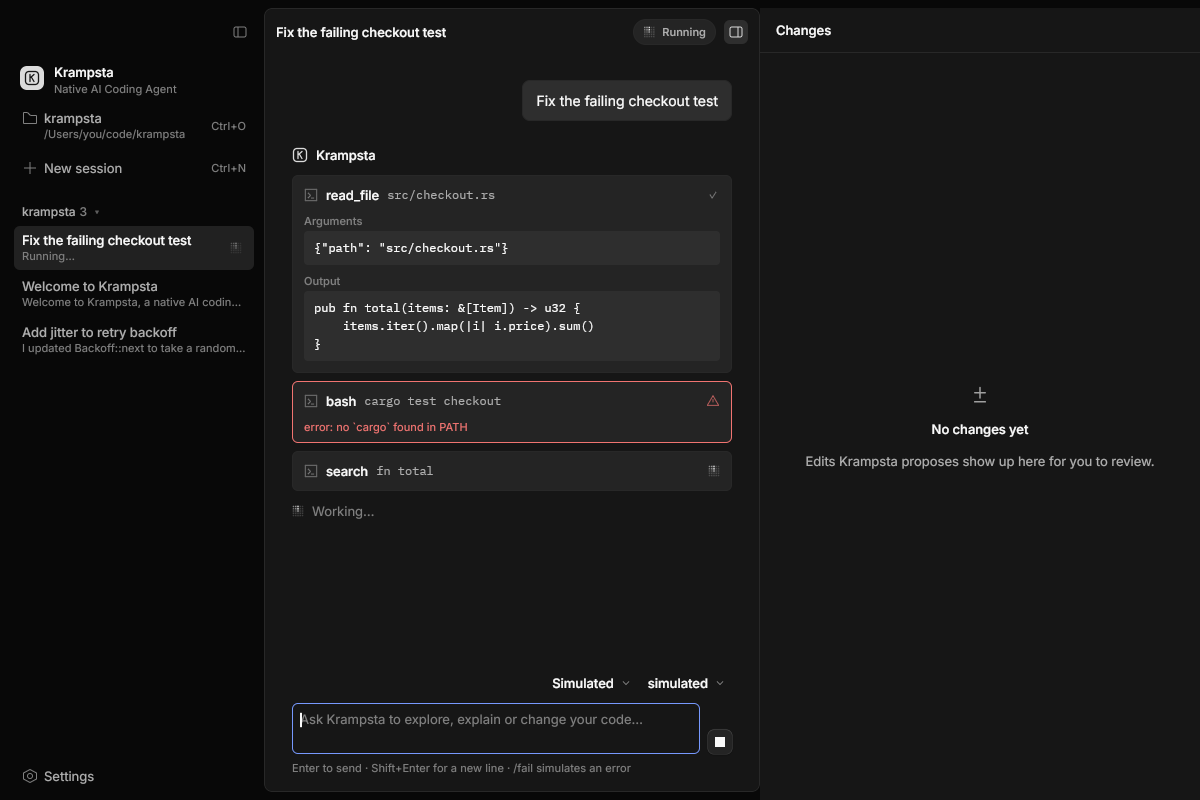 Krampsta
Native AI Coding Agent
krampsta
/Users/you/code/krampsta
Ctrl+O
New session
Ctrl+N
krampsta 3
Fix the failing checkout test
Running...
Welcome to Krampsta
Welcome to Krampsta, a native AI codin...
Add jitter to retry backoff
I updated Backoff::next to take a random...
Settings
Fix the failing checkout test
Running
Fix the failing checkout test
K Krampsta
read_file src/checkout.rs
Arguments
{"path": "src/checkout.rs"}
Output
pub fn total(items: &[Item]) -> u32 {
    items.iter().map(|i| i.price).sum()
}
bash cargo test checkout
error: no `cargo` found in PATH
search fn total
Working...
Simulated
simulated
Ask Krampsta to explore, explain or change your code...
Enter to send · Shift+Enter for a new line · /fail simulates an error
Changes
No changes yet
Edits Krampsta proposes show up here for you to review.